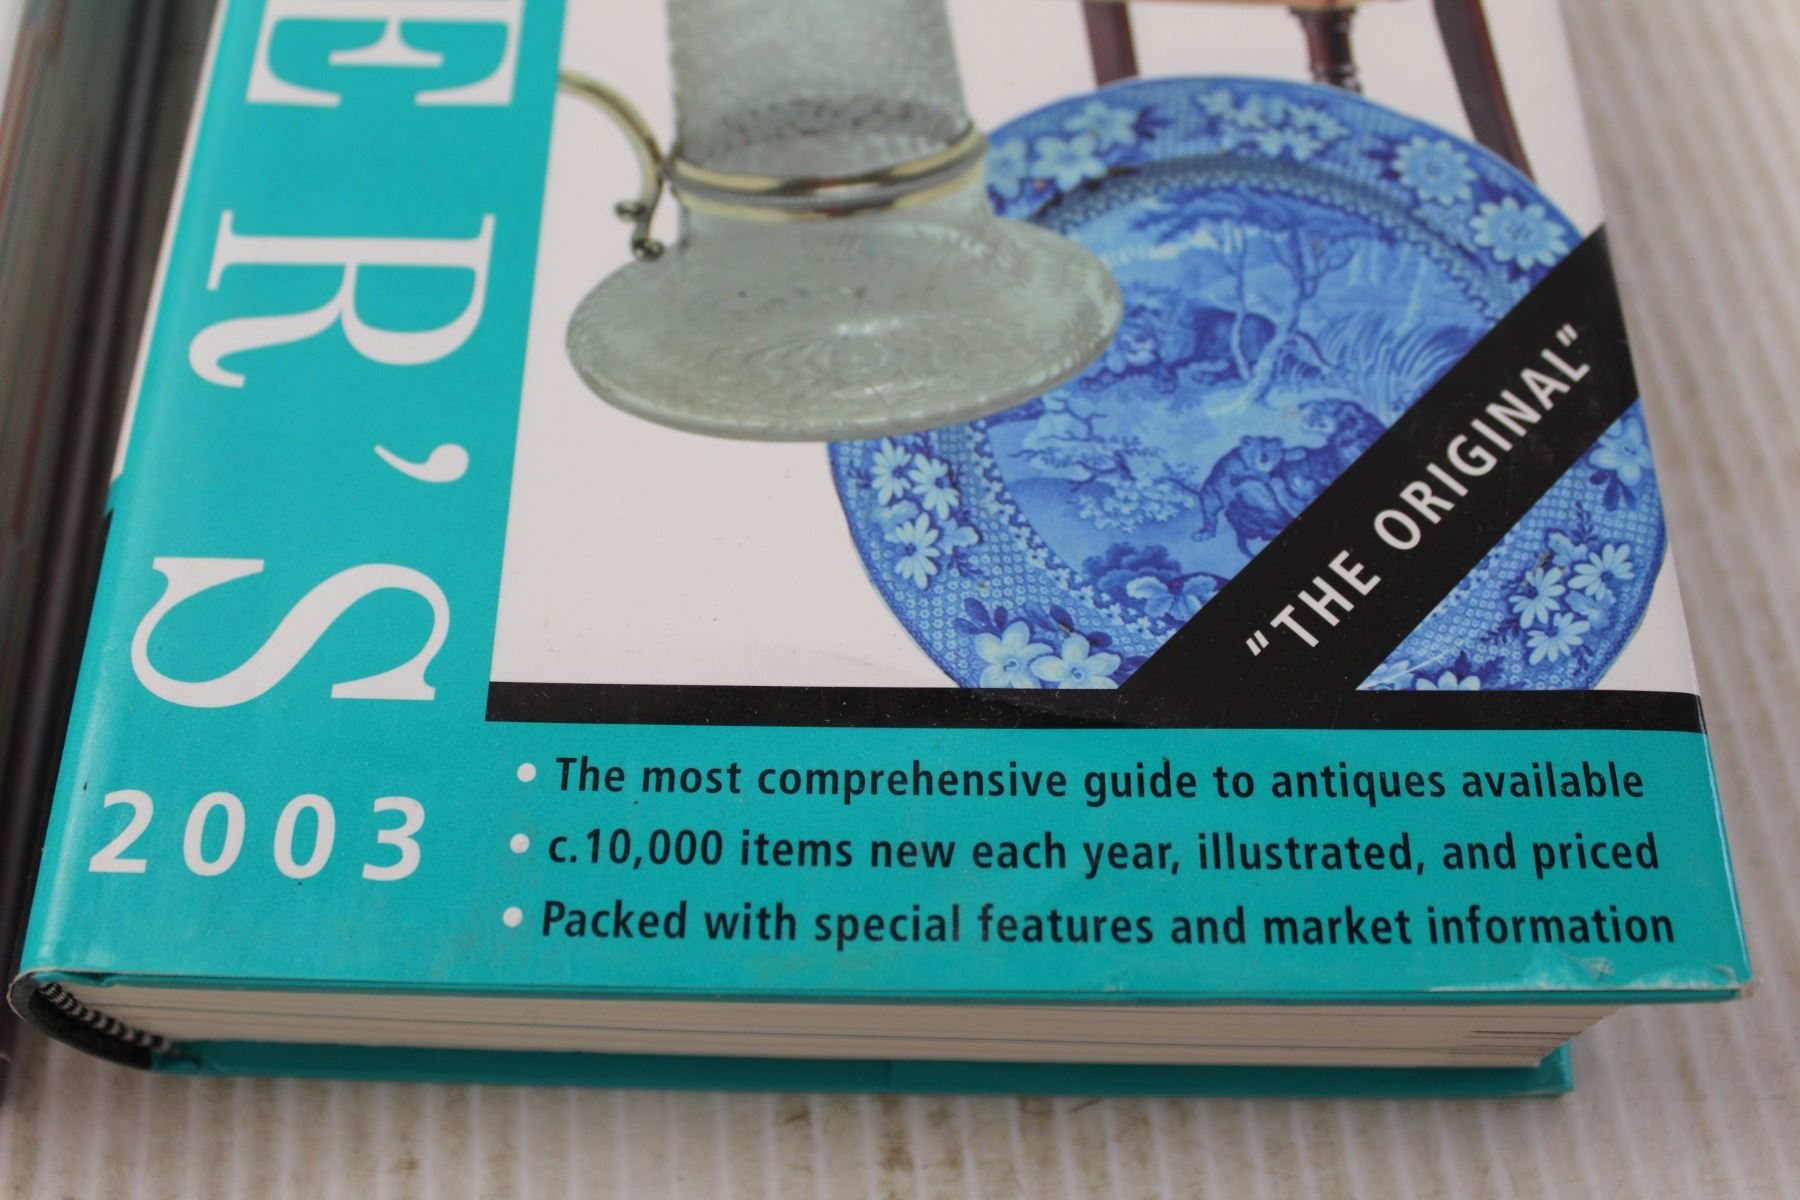 ER'S
2003
"THE ORIGINAL"
• The most comprehensive guide to antiques available
• c.10,000 items new each year, illustrated, and priced
• Packed with special features and market information